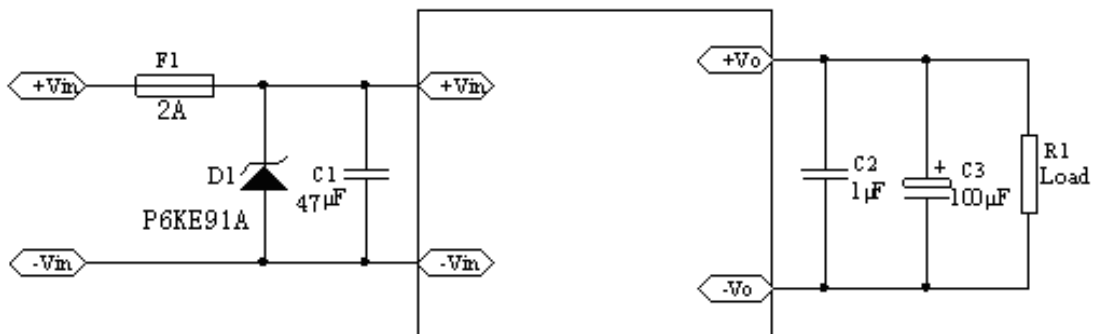 F1
+Vin
2A
+Vin
D1
P6KE91A
C1
47μF
-Vin
-Vin
+Vo
C2
1μF
+
C3
100μF
R1
Load
-Vo